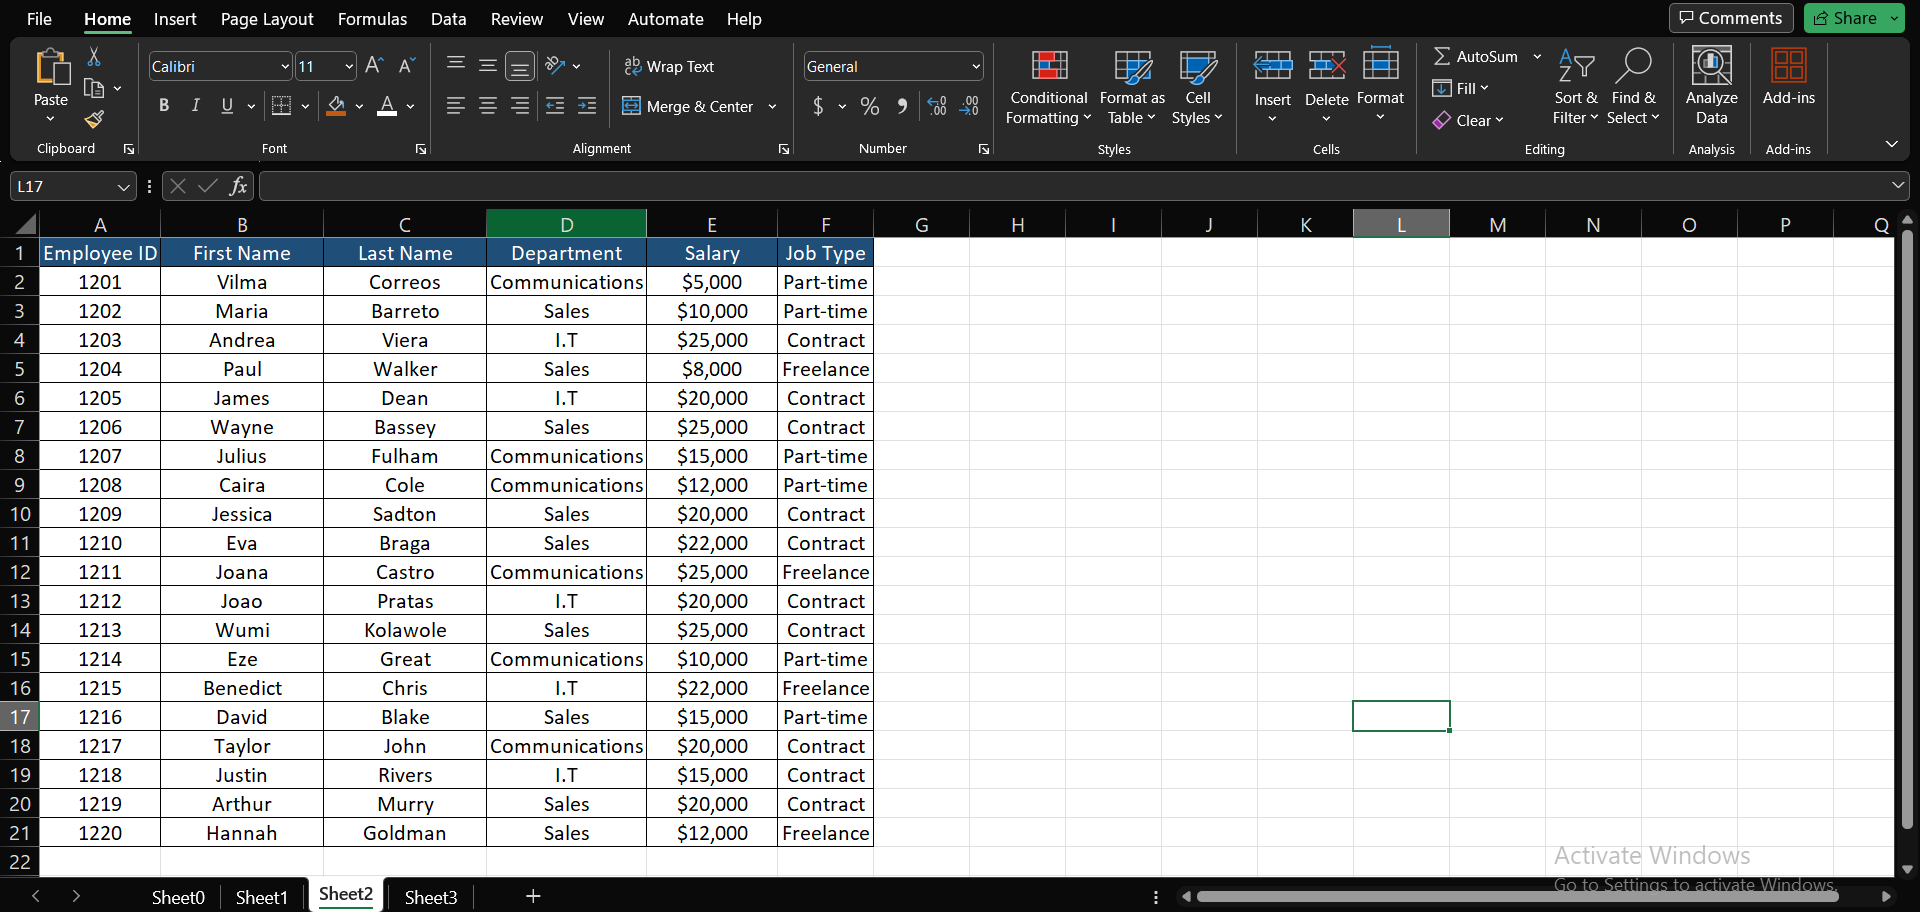 File Home Insert Page Layout Formulas Data Review View Automate Help Comments Share
Paste
Clipboard
Calibri 11
B I U
Font
Wrap Text
Merge & Center
Alignment
General
$ % 9
Number
Conditional Formatting
Format as Table
Cell Styles
Styles
Insert Delete Format
Cells
AutoSum
Fill
Clear
Sort & Filter
Find & Select
Editing
Analyze Data
Analysis
Add-ins
Add-ins
L17 fx
A B C D E F G H I J K L M N O P Q
1 Employee ID First Name Last Name Department Salary Job Type
2 1201 Vilma Correos Communications $5,000 Part-time
3 1202 Maria Barreto Sales $10,000 Part-time
4 1203 Andrea Viera I.T $25,000 Contract
5 1204 Paul Walker Sales $8,000 Freelance
6 1205 James Dean I.T $20,000 Contract
7 1206 Wayne Bassey Sales $25,000 Contract
8 1207 Julius Fulham Communications $15,000 Part-time
9 1208 Caira Cole Communications $12,000 Part-time
10 1209 Jessica Sadton Sales $20,000 Contract
11 1210 Eva Braga Sales $22,000 Contract
12 1211 Joana Castro Communications $25,000 Freelance
13 1212 Joao Pratas I.T $20,000 Contract
14 1213 Wumi Kolawole Sales $25,000 Contract
15 1214 Eze Great Communications $10,000 Part-time
16 1215 Benedict Chris I.T $22,000 Freelance
17 1216 David Blake Sales $15,000 Part-time
18 1217 Taylor John Communications $20,000 Contract
19 1218 Justin Rivers I.T $15,000 Contract
20 1219 Arthur Murry Sales $20,000 Contract
21 1220 Hannah Goldman Sales $12,000 Freelance
22
Activate Windows
Go to Settings to activate Windows.
Sheet0 Sheet1 Sheet2 Sheet3